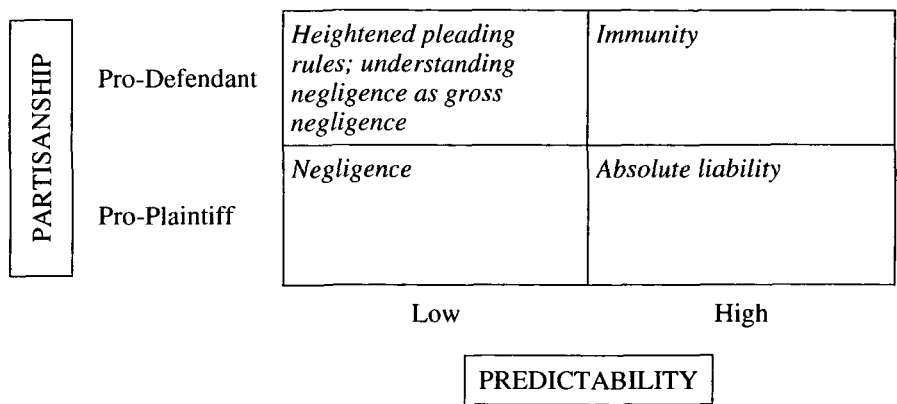 PARTISANSHIP
Pro-Defendant
Heightened pleading
rules; understanding
negligence as gross
negligence
Immunity
Pro-Plaintiff
Negligence
Absolute liability
Low
High
PREDICTABILITY